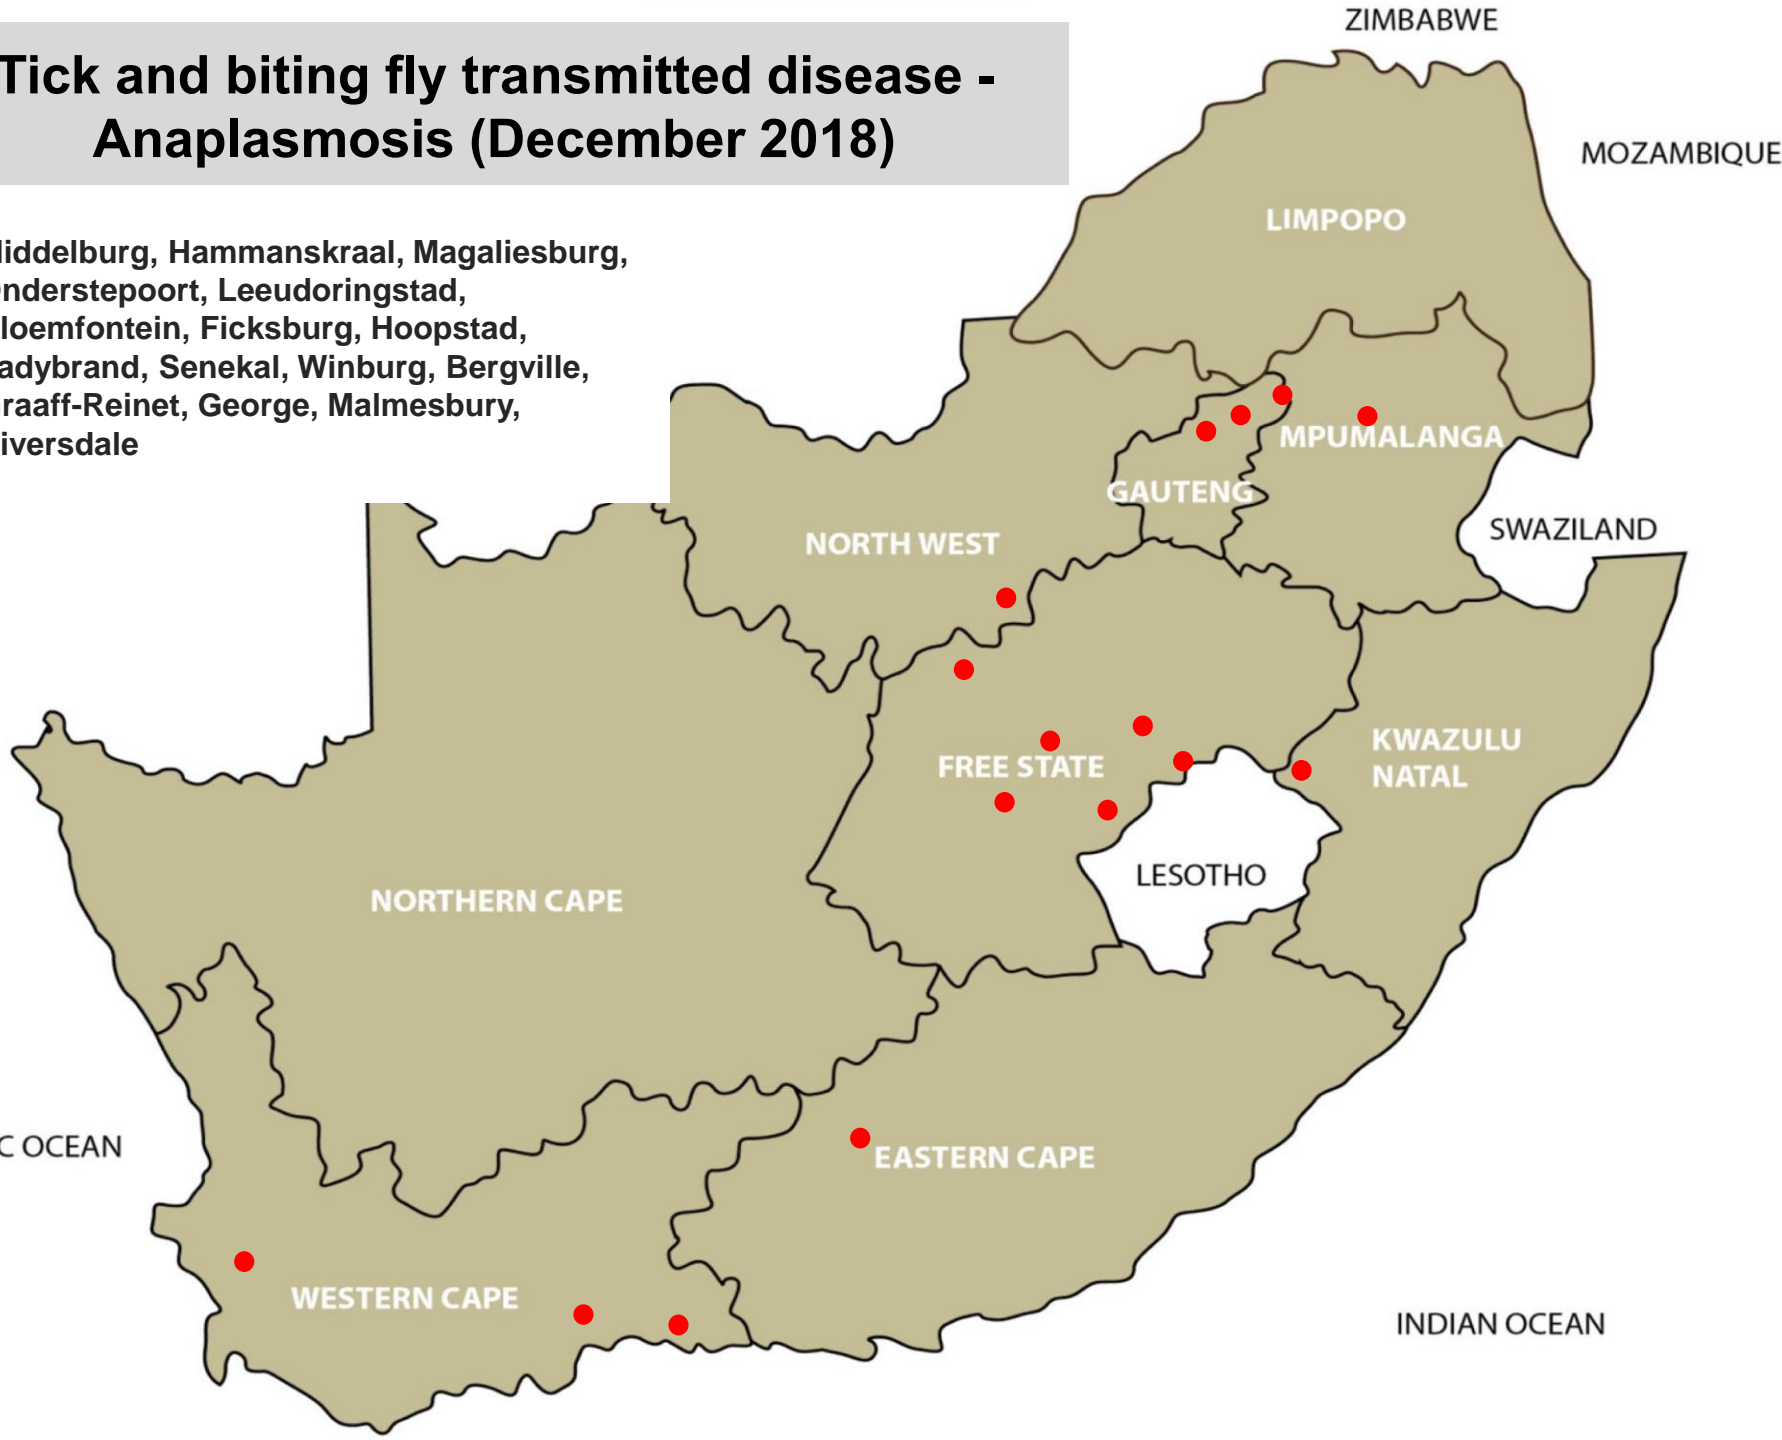 Tick and biting fly transmitted disease -
Anaplasmosis (December 2018)
iddelburg, Hammanskraal, Magaliesburg,
nderstepoort, Leeudoringstad,
loemfontein, Ficksburg, Hoopstad,
adybrand, Senekal, Winburg, Bergville,
raaff-Reinet, George, Malmesbury,
iversdale
ZIMBABWE
MOZAMBIQUE
LIMPOPO
MPUMALANGA
GAUTENG
SWAZILAND
NORTH WEST
KWAZULU
NATAL
FREE STATE
LESOTHO
NORTHERN CAPE
C OCEAN
EASTERN CAPE
WESTERN CAPE
INDIAN OCEAN